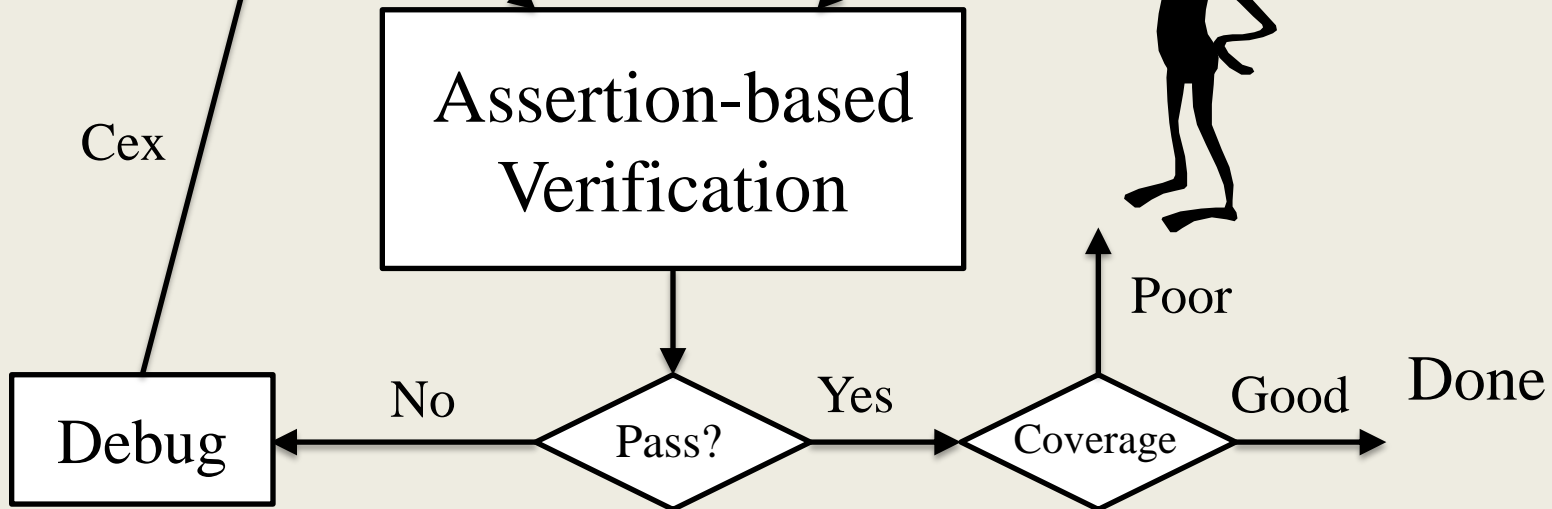 Assertion-based
Verification
Cex
Poor
Done
No
Yes
Good
Debug
Pass?
Coverage